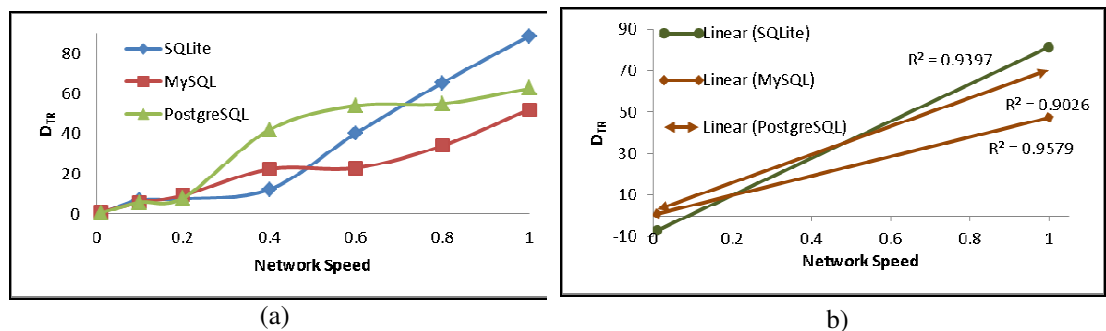 80
60
40
20
0
D_TR
SQLite
MySQL
PostgreSQL
0 0.2 0.4 0.6 0.8 1
Network Speed
(a)
90
70
50
30
10
-10
D_TR
Linear (SQLite)
Linear (MySQL)
Linear (PostgreSQL)
R² = 0.9397
R² = 0.9026
R² = 0.9579
0 0.2 0.4 0.6 0.8 1
Network Speed
b)